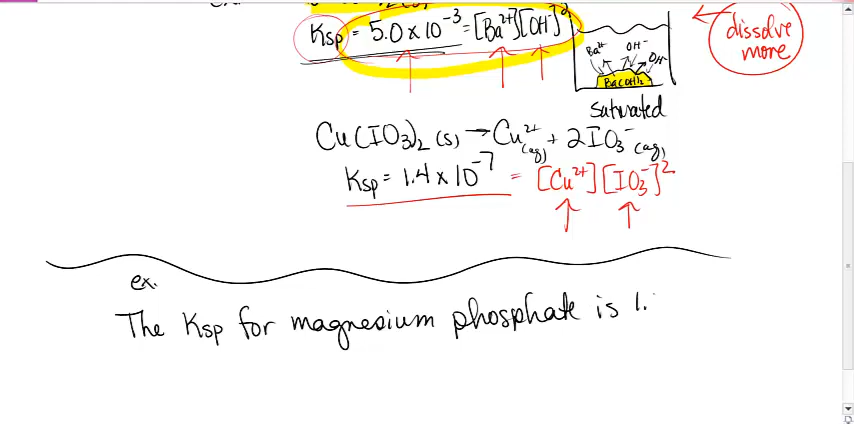 Ksp = 5.0 x 10⁻³ = [Ba²⁺][OH⁻]²
dissolve
more
Ba²⁺ OH⁻ OH⁻
Ba(OH)₂
saturated
Cu(IO₃)₂ (s) → Cu²⁺(aq) + 2IO₃⁻(aq)
Ksp = 1.4 x 10⁻⁷ = [Cu²⁺][IO₃⁻]²
ex.
The Ksp for magnesium phosphate is 1.